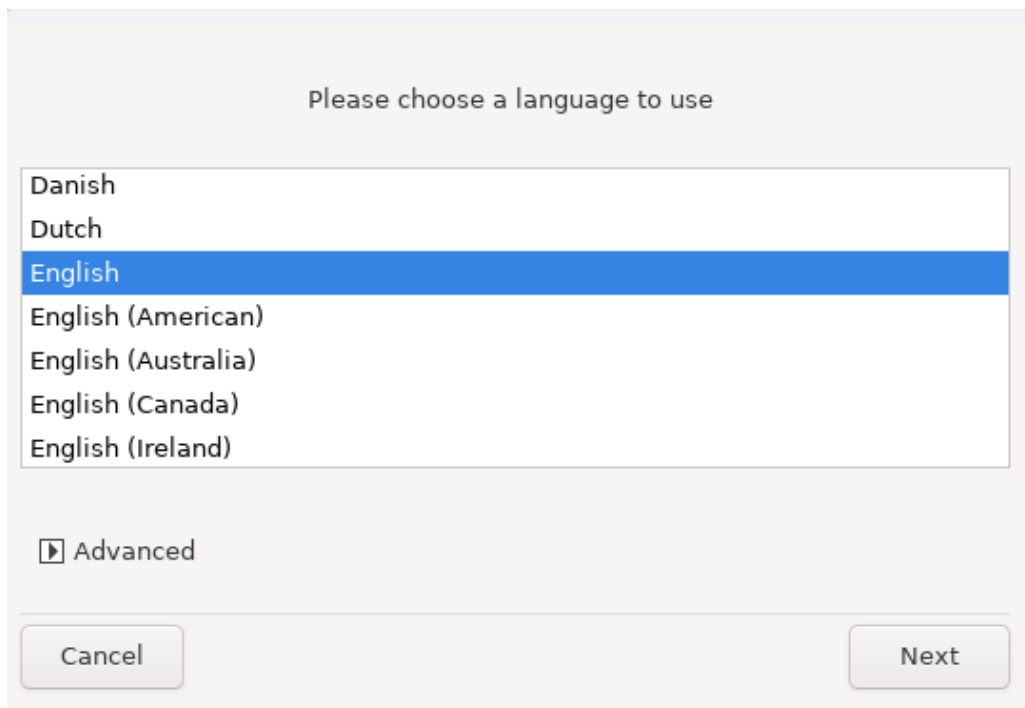 Please choose a language to use
Danish
Dutch
English
English (American)
English (Australia)
English (Canada)
English (Ireland)
Advanced
Cancel
Next